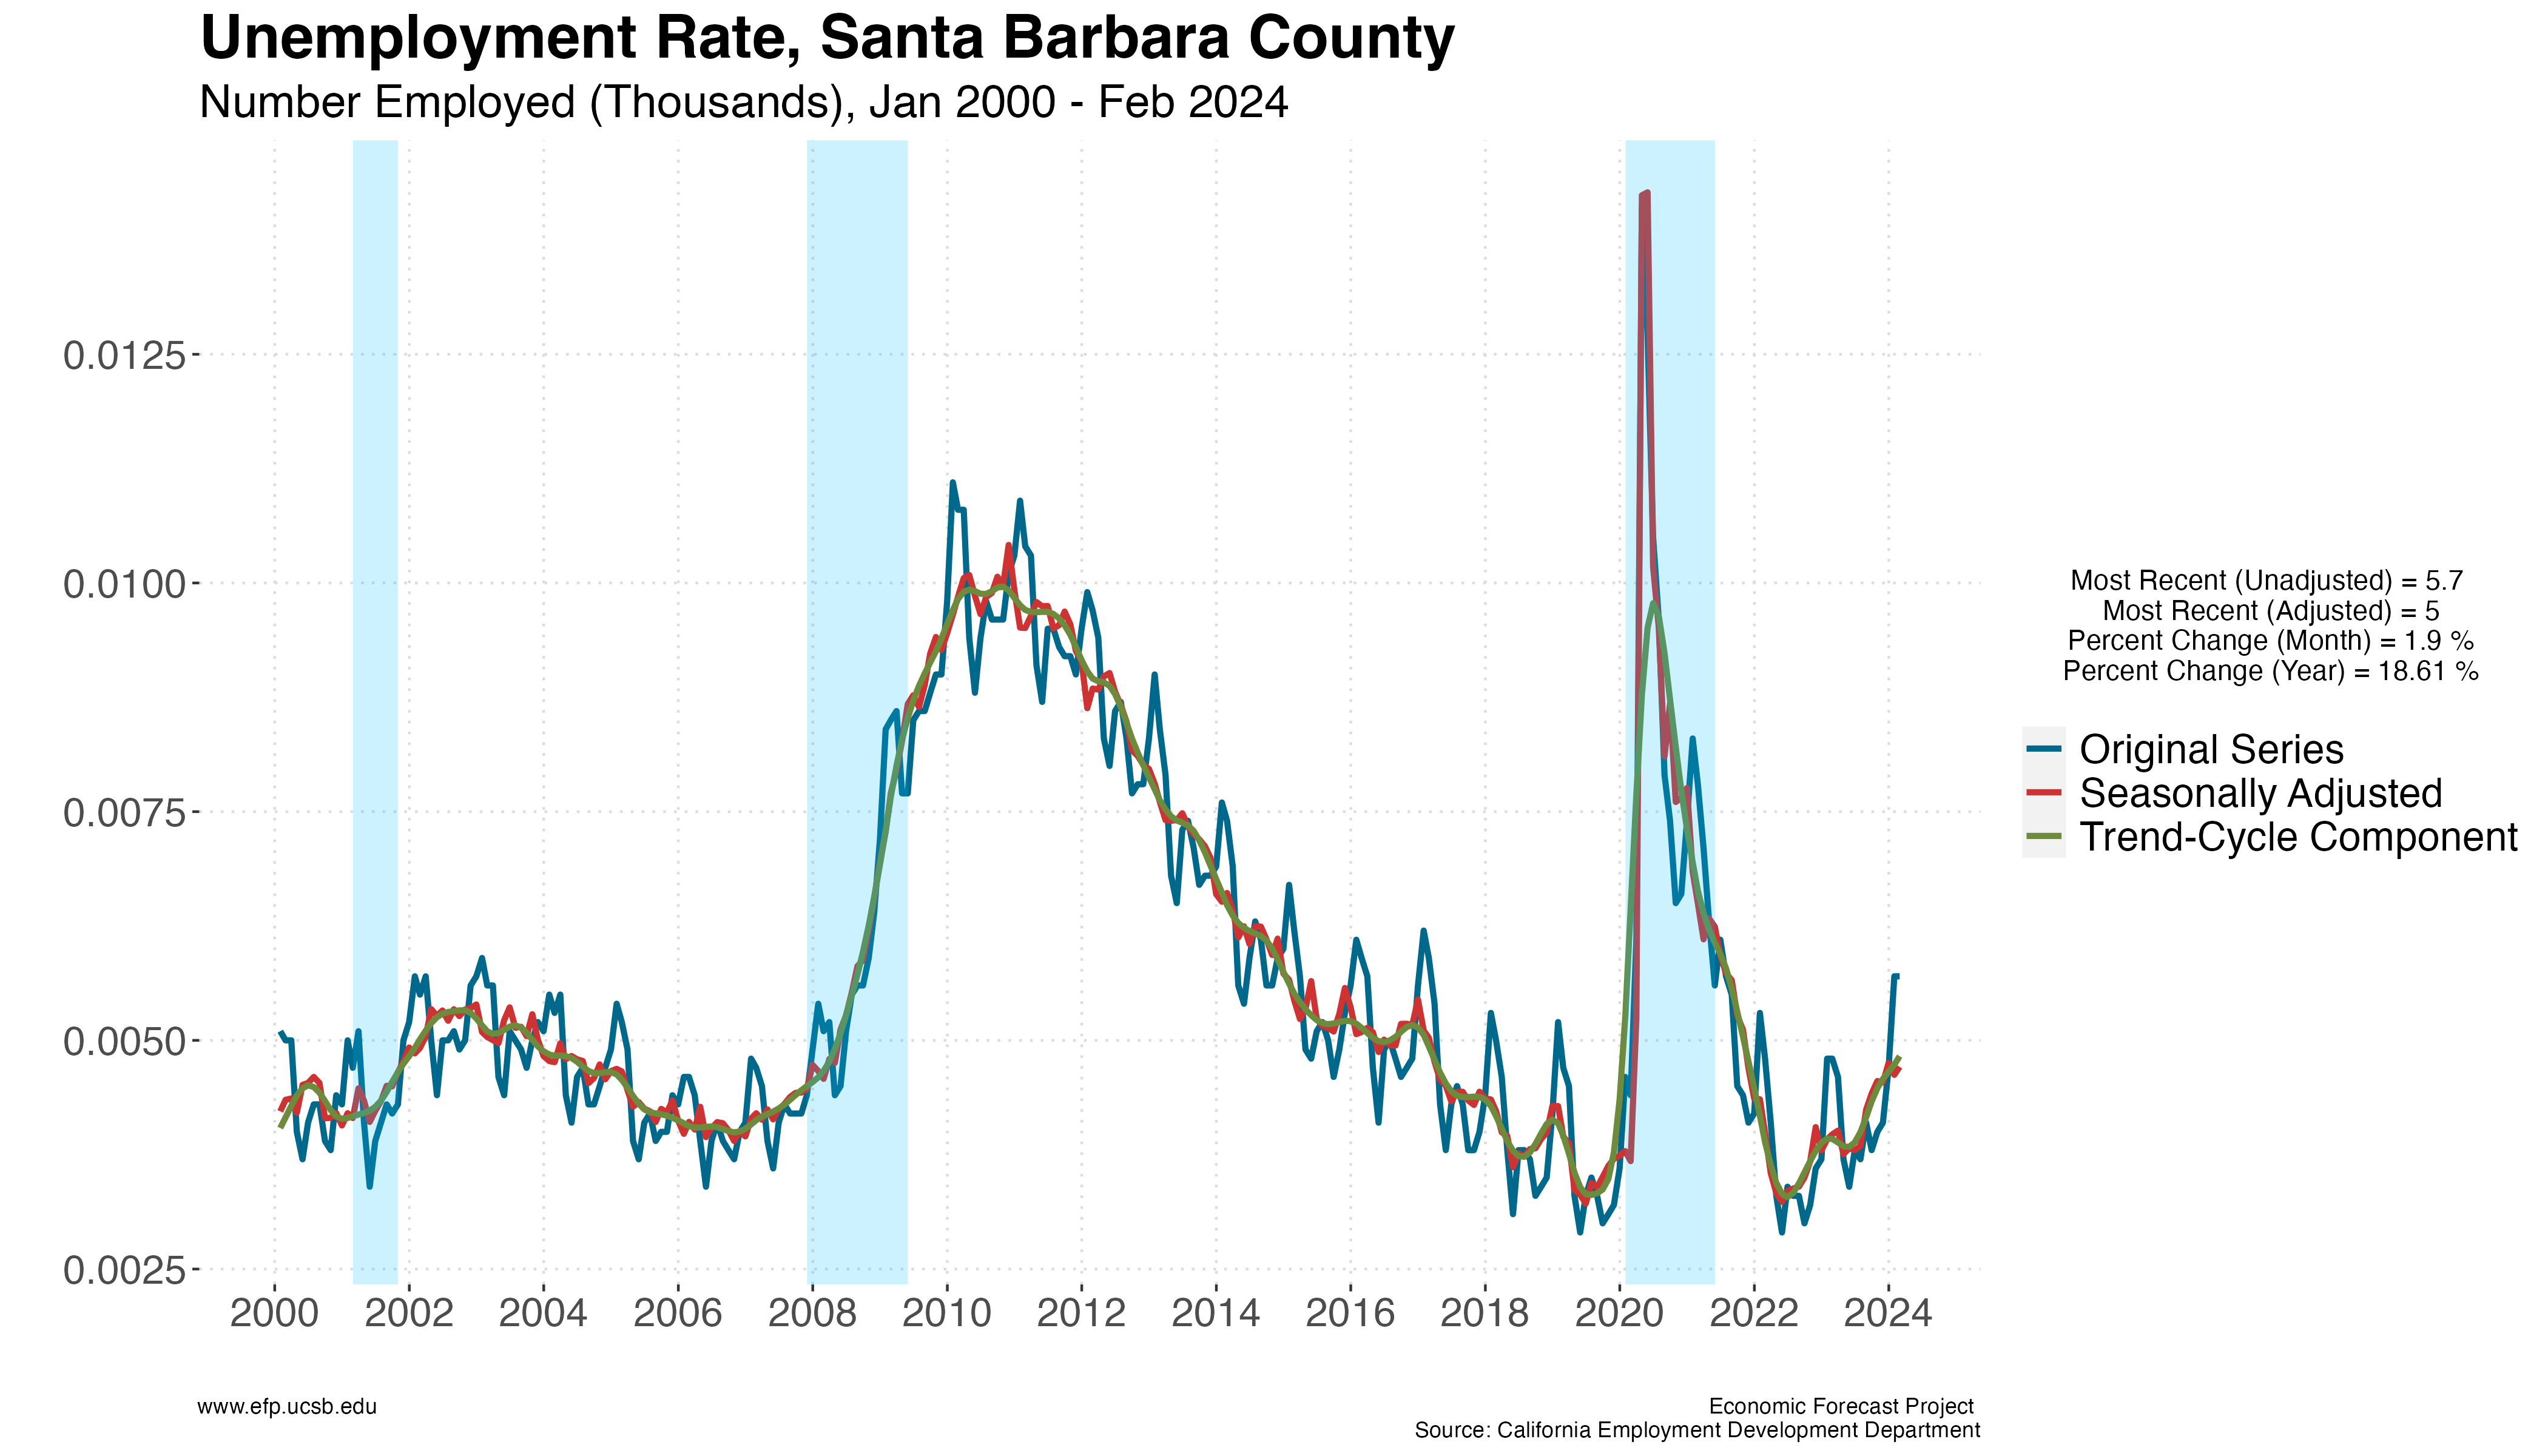 Unemployment Rate, Santa Barbara County
Number Employed (Thousands), Jan 2000 - Feb 2024
0.0125
0.0100
0.0075
0.0050
0.0025
2000 2002 2004 2006 2008 2010 2012 2014 2016 2018 2020 2022 2024
Most Recent (Unadjusted) = 5.7
Most Recent (Adjusted) = 5
Percent Change (Month) = 1.9 %
Percent Change (Year) = 18.61 %
Original Series
Seasonally Adjusted
Trend-Cycle Component
www.efp.ucsb.edu
Economic Forecast Project
Source: California Employment Development Department